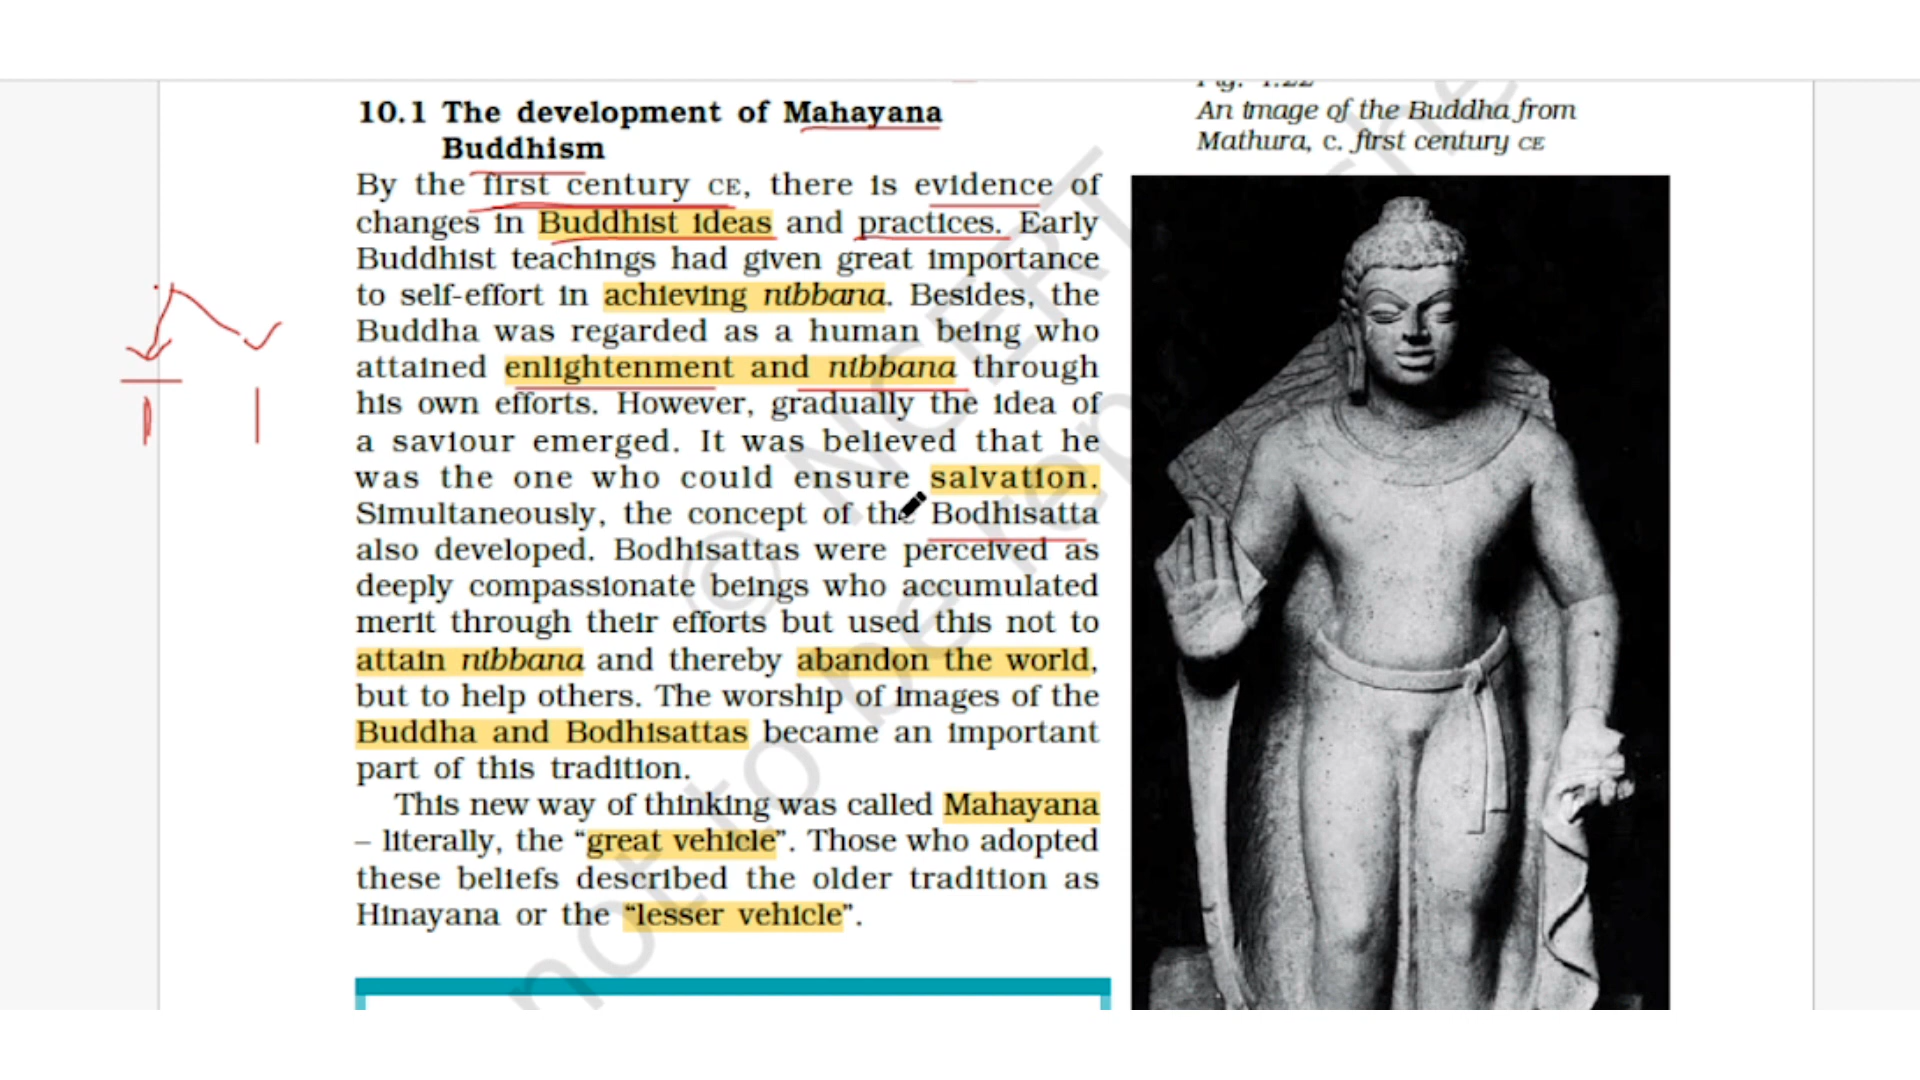 10.1 The development of Mahayana
Buddhism
By the first century CE, there is evidence of
changes in Buddhist ideas and practices. Early
Buddhist teachings had given great importance
to self-effort in achieving nibbana. Besides, the
Buddha was regarded as a human being who
attained enlightenment and nibbana through
his own efforts. However, gradually the idea of
a saviour emerged. It was believed that he
was the one who could ensure salvation.
Simultaneously, the concept of the Bodhisatta
also developed. Bodhisattas were perceived as
deeply compassionate beings who accumulated
merit through their efforts but used this not to
attain nibbana and thereby abandon the world,
but to help others. The worship of images of the
Buddha and Bodhisattas became an important
part of this tradition.
This new way of thinking was called Mahayana
– literally, the “great vehicle”. Those who adopted
these beliefs described the older tradition as
Hinayana or the “lesser vehicle”.
An image of the Buddha from
Mathura, c. first century CE
© NCERT
not to be